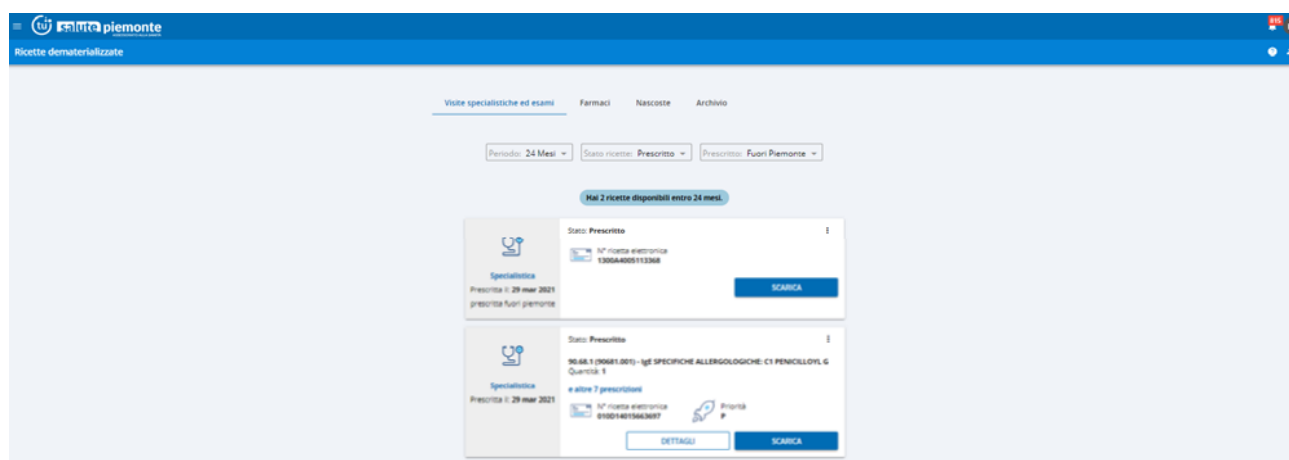 tu salute piemonte
815
Ricette dematerializzate
Visite specialistiche ed esami Farmaci Nascoste Archivio
Periodo: 24 Mesi Stato ricette: Prescritto Prescritto: Fuori Piemonte
Hai 2 ricette disponibili entro 24 mesi.
Stato: Prescritto
N° ricetta elettronica
1300A4005113368
Specialistica
Prescritta il: 29 mar 2021
prescritta fuori piemonte
SCARICA
Stato: Prescritto
90.68.1 (90681.001) - IgE SPECIFICHE ALLERGOLOGICHE: C1 PENICILLOYL G
Quantità: 1
Specialistica
Prescritta il: 29 mar 2021
e altre 7 prescrizioni
N° ricetta elettronica
010D14015663697
Priorità
P
DETTAGLI SCARICA